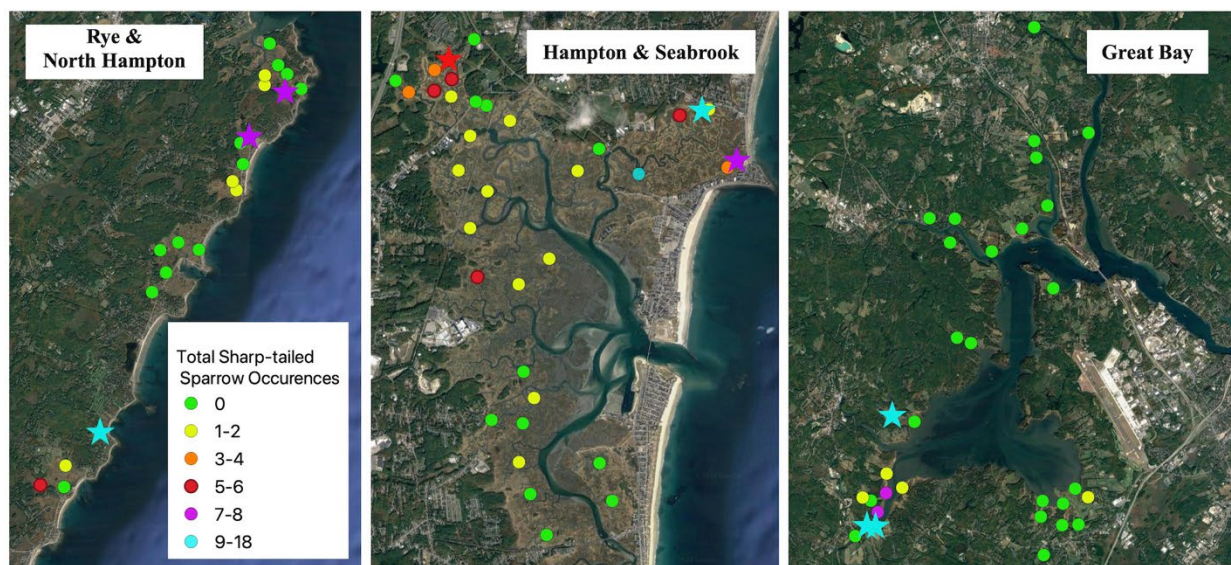 Rye &
North Hampton
Total Sharp-tailed
Sparrow Occurences
0
1-2
3-4
5-6
7-8
9-18
Hampton & Seabrook
Great Bay